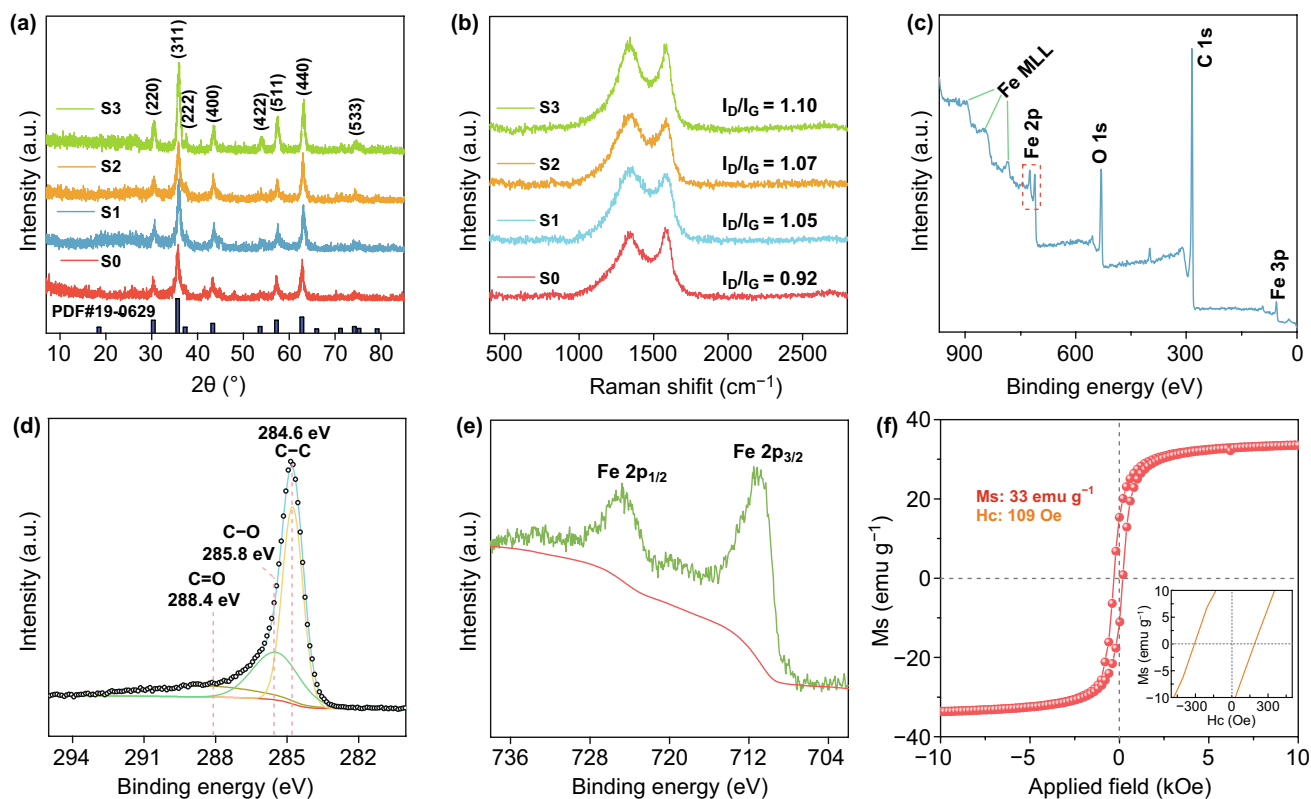 (a)
(220)
(311)
(222)
(400)
(422)
(511)
(440)
(533)
S3
S2
S1
S0
PDF#19-0629
Intensity (a.u.)
10 20 30 40 50 60 70 80
2θ (°)
(b)
S3 I_D/I_G = 1.10
S2 I_D/I_G = 1.07
S1 I_D/I_G = 1.05
S0 I_D/I_G = 0.92
Intensity (a.u.)
500 1000 1500 2000 2500
Raman shifit (cm⁻¹)
(c)
Fe MLL
Fe 2p
O 1s
C 1s
Fe 3p
Intensity (a.u.)
900 600 300 0
Binding energy (eV)
(d)
284.6 eV
C−C
C−O
285.8 eV
C=O
288.4 eV
Intensity (a.u.)
294 291 288 285 282
Binding energy (eV)
(e)
Fe 2p₁/₂
Fe 2p₃/₂
Intensity (a.u.)
736 728 720 712 704
Binding energy (eV)
(f)
Ms: 33 emu g⁻¹
Hc: 109 Oe
Ms (emu g⁻¹)
40
30
20
10
0
−10
−20
−30
−40
−10 −5 0 5 10
Applied field (kOe)
Ms (emu g⁻¹)
10
5
0
−5
−10
−300 0 300
Hc (Oe)